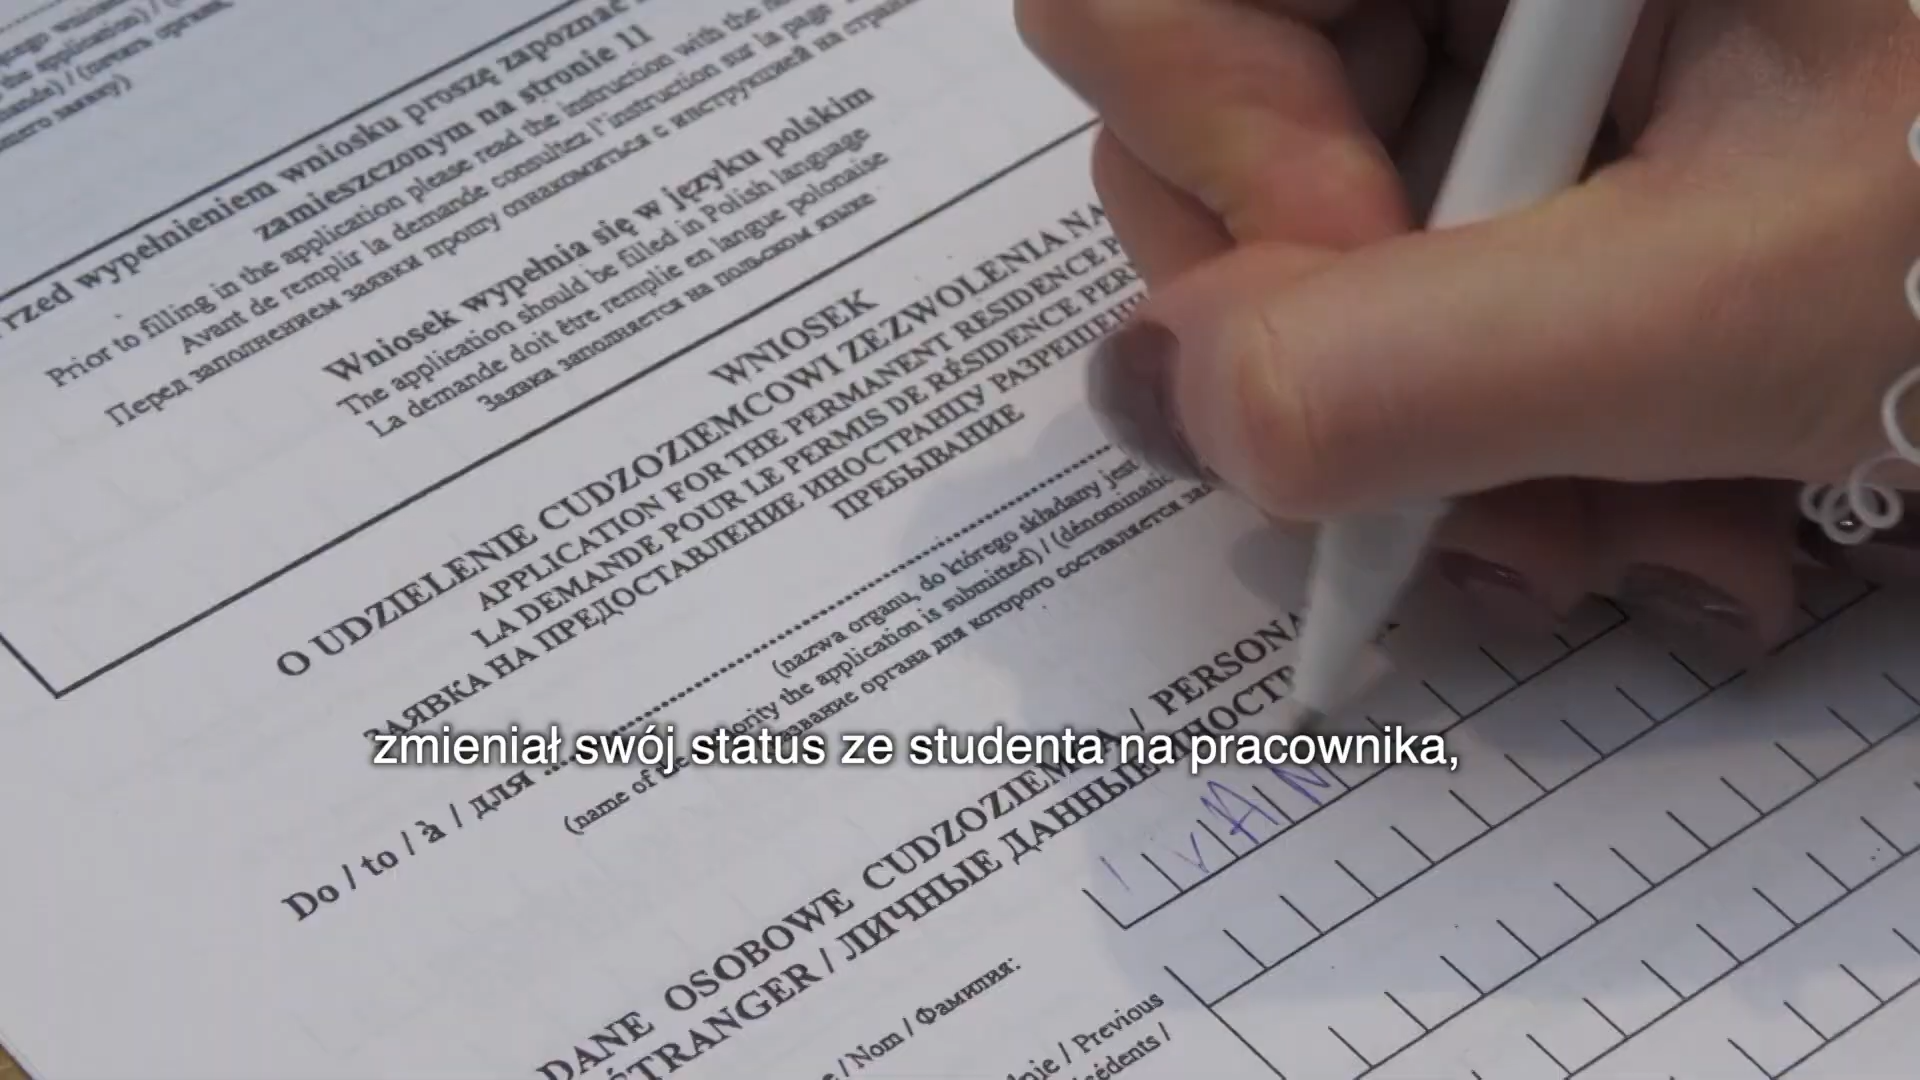 the application) / (печать органа,
Przed wypełnieniem wniosku proszę zapoznać
zamieszczonym na stronie 11
Prior to filling in the application please read the instruction with the
Avant de remplir la demande consultez l'instruction sur la page
Перед заполнением заявки прошу ознакомиться с инструкцией на
Wniosek wypełnia się w języku polskim
The application should be filled in Polish language
La demande doit être remplie en langue polonaise
Заявка заполняется на польском языке
WNIOSEK
O UDZIELENIE CUDZOZIEMCOWI ZEZWOLENIA NA
APPLICATION FOR THE PERMANENT RESIDENCE
LA DEMANDE POUR LE PERMIS DE RÉSIDENCE
ЗАЯВКА НА ПРЕДОСТАВЛЕНИЕ ИНОСТРАНЦУ
ПРЕБЫВАНИЕ
Do / to / à / для
(nazwa organu, do którego składany jest
(name of the authority the application is submitted) /
название органа для которого составляется
zmieniał swój status ze studenta na pracownika,
DANE OSOBOWE CUDZOZIEMCA /
ÉTRANGER / ЛИЧНЫЕ ДАННЫЕ
IVAN
/ Nom / Фамилия:
/ Previous